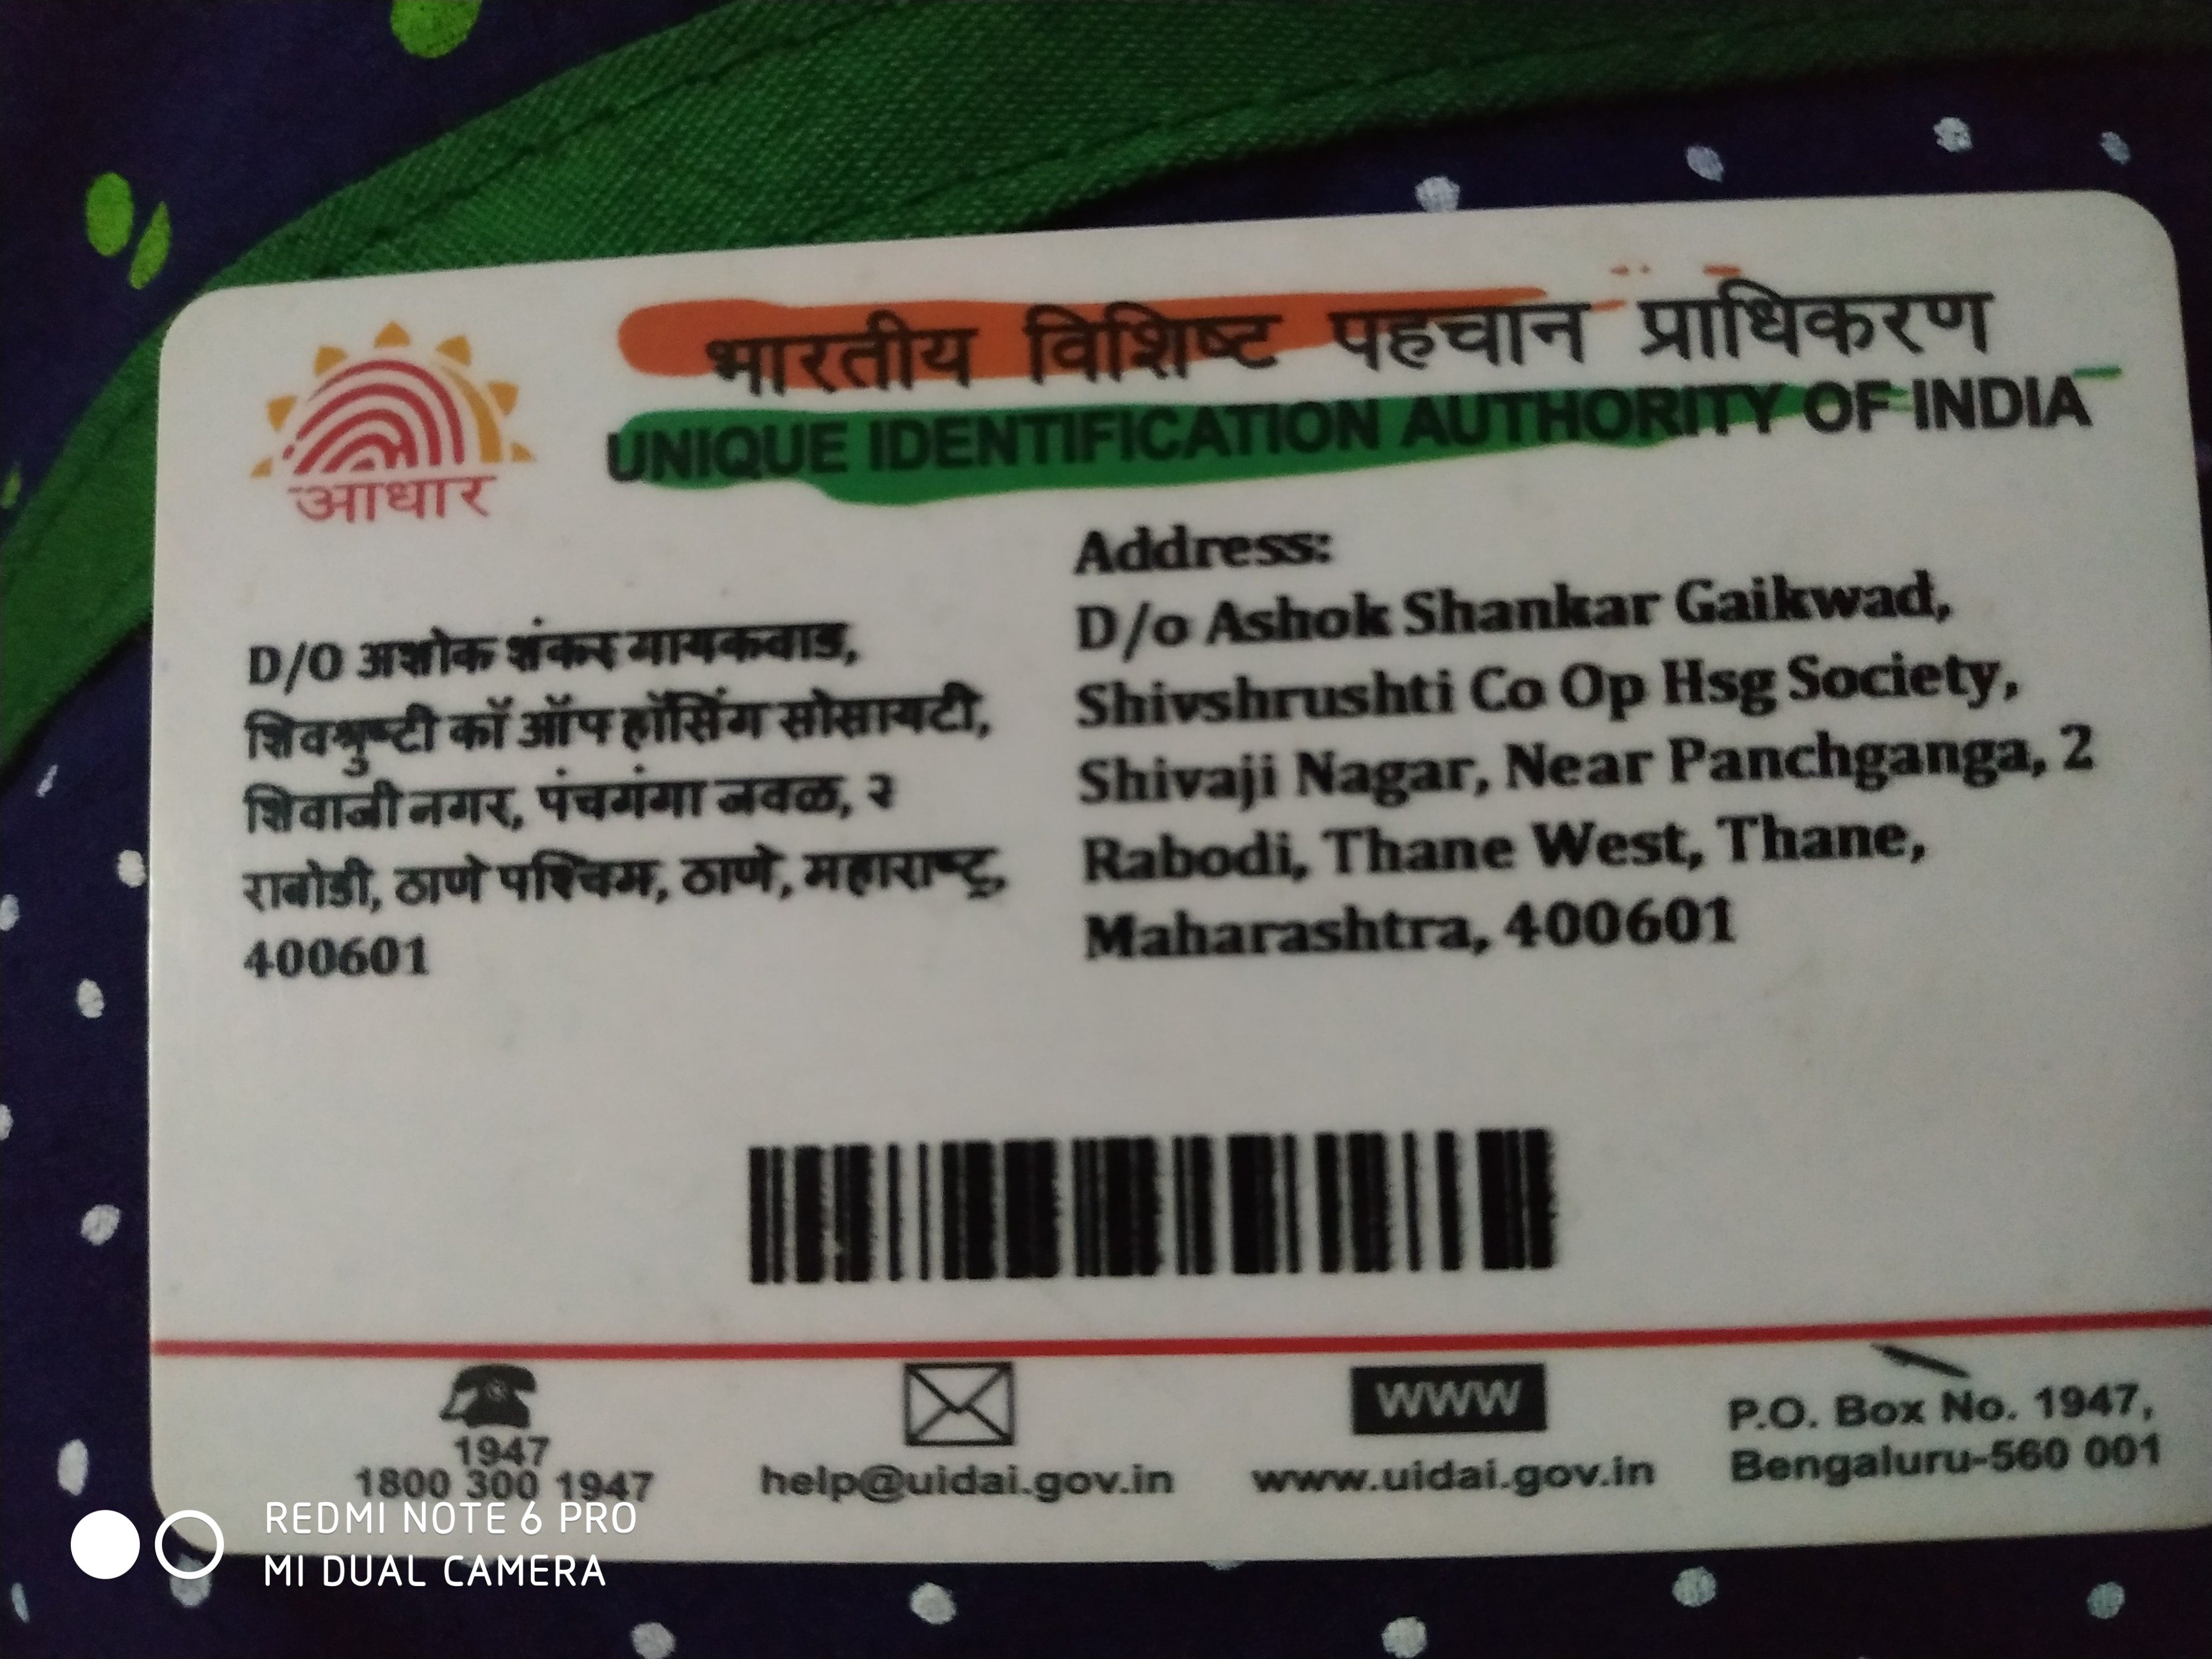 भारतीय विशिष्ट पहचान प्राधिकरण
UNIQUE IDENTIFICATION AUTHORITY OF INDIA
आधार
D/O अशोक शंकर गायकवाड,
शिवश्रुष्टी कॉ ऑप हॉसिंग सोसायटी,
शिवाजी नगर, पंचगंगा जवळ, २
राबोडी, ठाणे पश्चिम, ठाणे, महाराष्ट्र,
400601
Address:
D/o Ashok Shankar Gaikwad,
Shivshrushti Co Op Hsg Society,
Shivaji Nagar, Near Panchganga, 2
Rabodi, Thane West, Thane,
Maharashtra, 400601
1947
1800 300 1947
help@uidai.gov.in
www
www.uidai.gov.in
P.O. Box No. 1947,
Bengaluru-560 001
REDMI NOTE 6 PRO
MI DUAL CAMERA